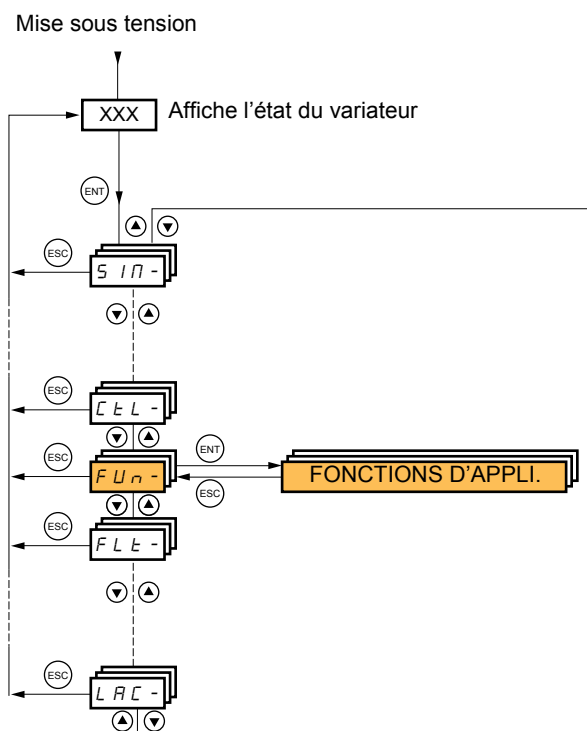 Mise sous tension
XXX Affiche l'état du variateur
ENT
ESC
SIM-
ESC
CtL-
ESC
FUn-
ENT
ESC
FONCTIONS D'APPLI.
ESC
FLt-
ESC
LAC-